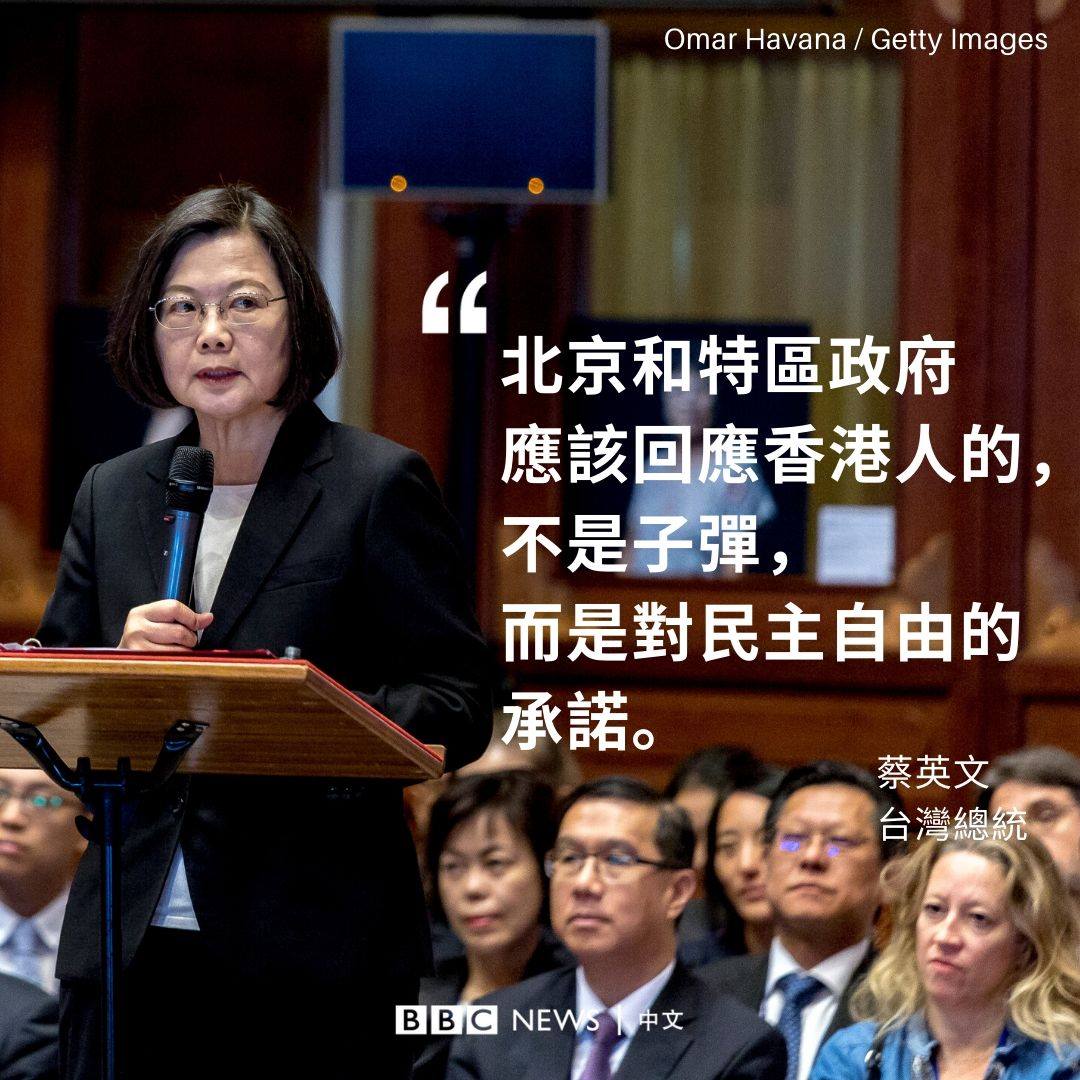 Omar Havana / Getty Images
“
北京和特區政府
應該回應香港人的，
不是子彈，
而是對民主自由的
承諾。
蔡英文
台灣總統
BBC NEWS | 中文